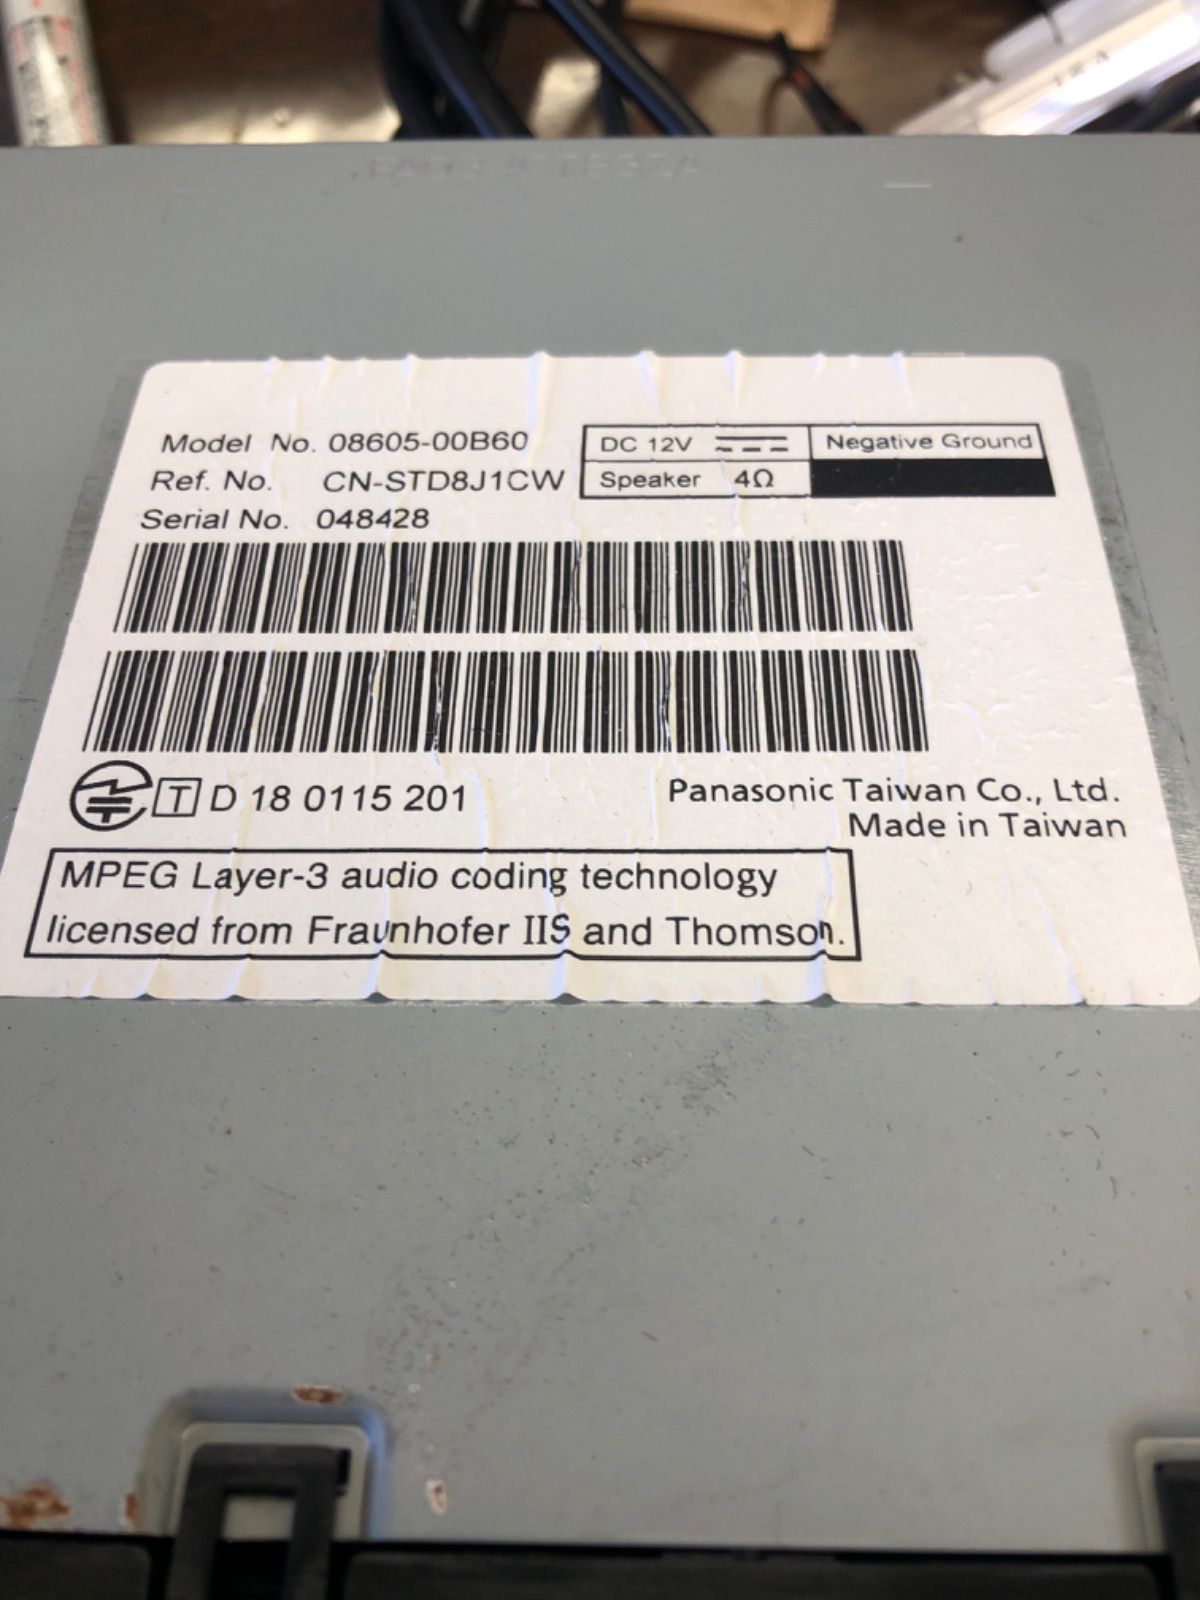 Model No. 08605-00B60
Ref. No. CN-STD8J1CW
Serial No. 048428
DC 12V
Negative Ground
Speaker 4Ω
T D 18 0115 201
Panasonic Taiwan Co., Ltd.
Made in Taiwan
MPEG Layer-3 audio coding technology
licensed from Fraunhofer IIS and Thomson.